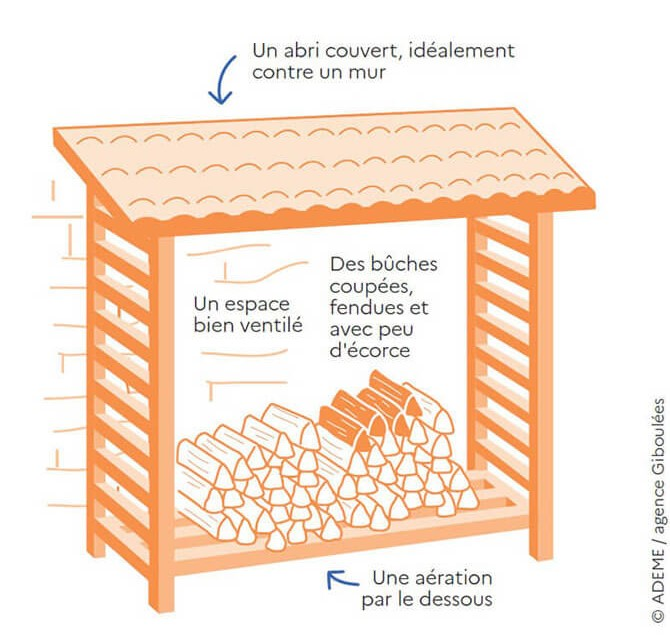 Un abri couvert, idéalement
contre un mur
Des bûches
coupées,
fendues et
avec peu
d'écorce
Un espace
bien ventilé
Une aération
par le dessous
© ADEME / agence Giboulées